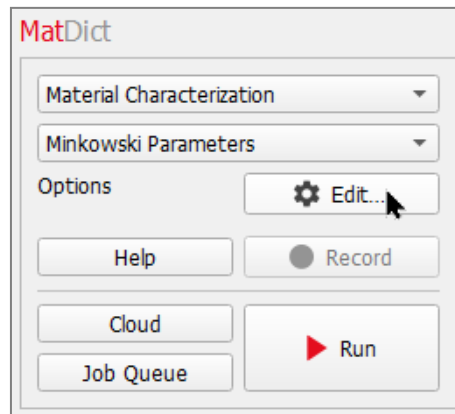 MatDict
Material Characterization
Minkowski Parameters
Options
Edit...
Help
Record
Cloud
Run
Job Queue